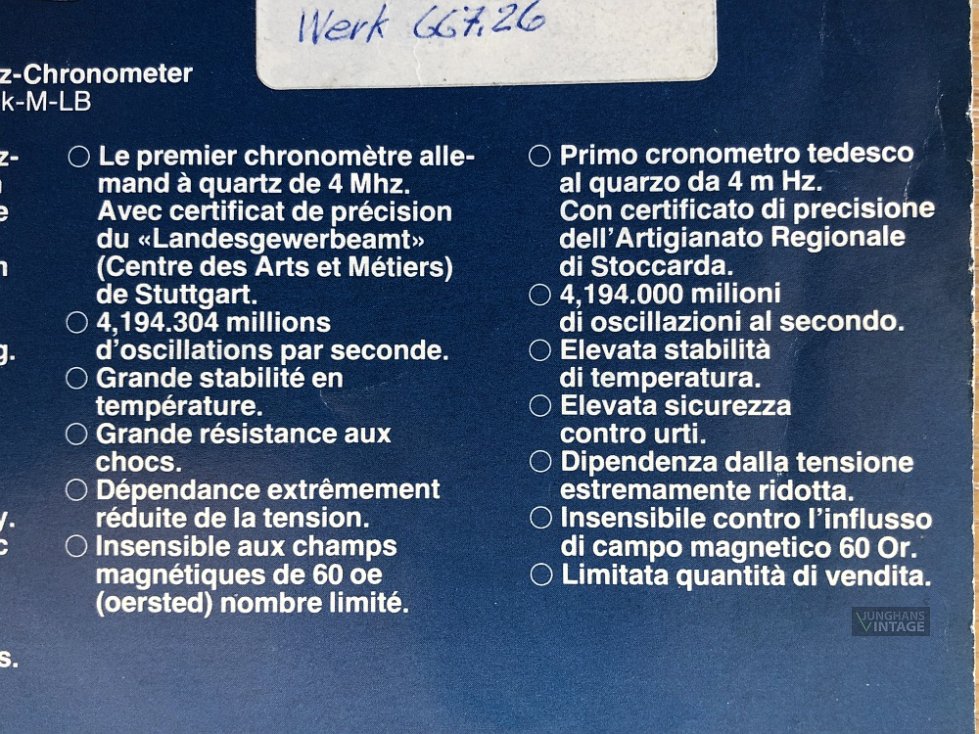 Werk 667.26
z-Chronometer
k-M-LB
z-
e
n
g.
y.
c
s.
○ Le premier chronomètre alle-
mand à quartz de 4 Mhz.
Avec certificat de précision
du «Landesgewerbeamt»
(Centre des Arts et Métiers)
de Stuttgart.
○ 4,194.304 millions
d'oscillations par seconde.
○ Grande stabilité en
température.
○ Grande résistance aux
chocs.
○ Dépendance extrêmement
réduite de la tension.
○ Insensible aux champs
magnétiques de 60 oe
(oersted) nombre limité.
○ Primo cronometro tedesco
al quarzo da 4 m Hz.
Con certificato di precisione
dell'Artigianato Regionale
di Stoccarda.
○ 4,194.000 milioni
di oscillazioni al secondo.
○ Elevata stabilità
di temperatura.
○ Elevata sicurezza
contro urti.
○ Dipendenza dalla tensione
estremamente ridotta.
○ Insensibile contro l'influsso
di campo magnetico 60 Or.
○ Limitata quantità di vendita.
JUNGHANS
VINTAGE